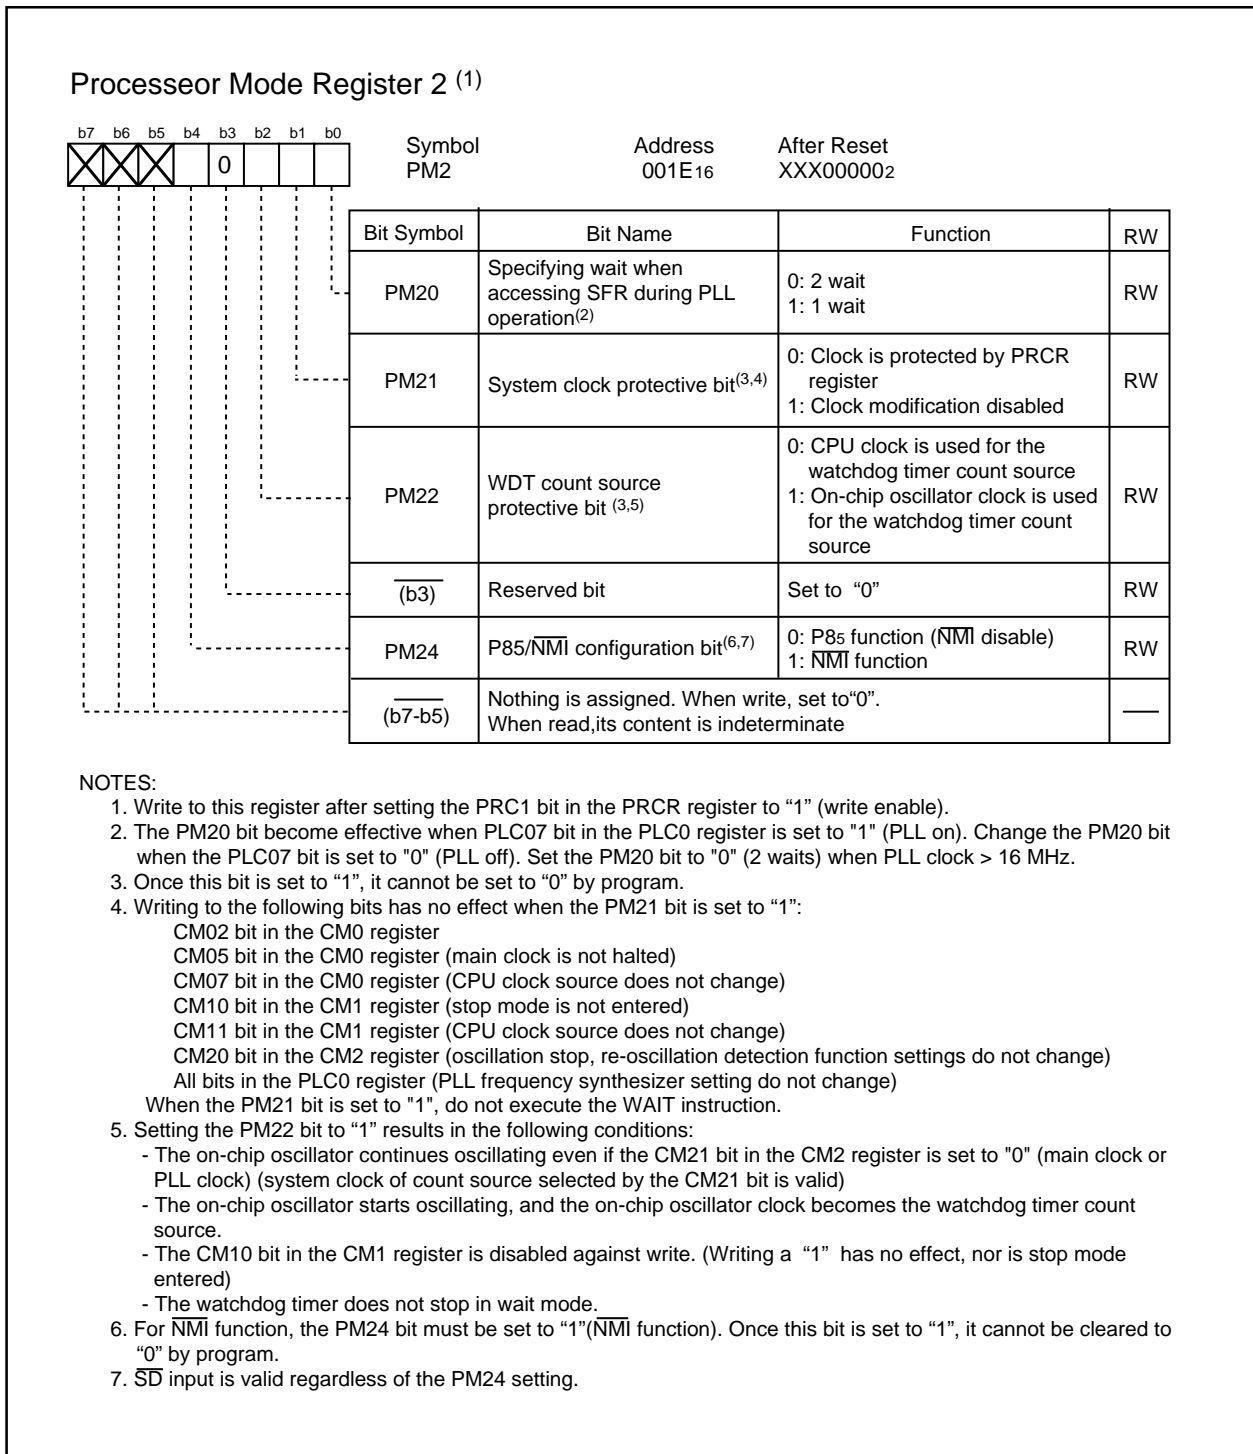 Processeor Mode Register 2 (1)
b7 b6 b5 b4 b3 b2 b1 b0
0
Symbol Address After Reset
PM2 001E16 XXX000002
Bit Symbol Bit Name Function RW
PM20 Specifying wait when accessing SFR during PLL operation(2) 0: 2 wait 1: 1 wait RW
PM21 System clock protective bit(3,4) 0: Clock is protected by PRCR register 1: Clock modification disabled RW
PM22 WDT count source protective bit (3,5) 0: CPU clock is used for the watchdog timer count source 1: On-chip oscillator clock is used for the watchdog timer count source RW
(b3) Reserved bit Set to “0” RW
PM24 P85/NMI configuration bit(6,7) 0: P85 function (NMI disable) 1: NMI function RW
(b7-b5) Nothing is assigned. When write, set to“0”. When read,its content is indeterminate
NOTES:
1. Write to this register after setting the PRC1 bit in the PRCR register to “1” (write enable).
2. The PM20 bit become effective when PLC07 bit in the PLC0 register is set to "1" (PLL on). Change the PM20 bit
when the PLC07 bit is set to "0" (PLL off). Set the PM20 bit to "0" (2 waits) when PLL clock > 16 MHz.
3. Once this bit is set to “1”, it cannot be set to “0” by program.
4. Writing to the following bits has no effect when the PM21 bit is set to “1”:
CM02 bit in the CM0 register
CM05 bit in the CM0 register (main clock is not halted)
CM07 bit in the CM0 register (CPU clock source does not change)
CM10 bit in the CM1 register (stop mode is not entered)
CM11 bit in the CM1 register (CPU clock source does not change)
CM20 bit in the CM2 register (oscillation stop, re-oscillation detection function settings do not change)
All bits in the PLC0 register (PLL frequency synthesizer setting do not change)
When the PM21 bit is set to "1", do not execute the WAIT instruction.
5. Setting the PM22 bit to “1” results in the following conditions:
- The on-chip oscillator continues oscillating even if the CM21 bit in the CM2 register is set to "0" (main clock or
PLL clock) (system clock of count source selected by the CM21 bit is valid)
- The on-chip oscillator starts oscillating, and the on-chip oscillator clock becomes the watchdog timer count
source.
- The CM10 bit in the CM1 register is disabled against write. (Writing a “1” has no effect, nor is stop mode
entered)
- The watchdog timer does not stop in wait mode.
6. For NMI function, the PM24 bit must be set to “1”(NMI function). Once this bit is set to “1”, it cannot be cleared to
“0” by program.
7. SD input is valid regardless of the PM24 setting.